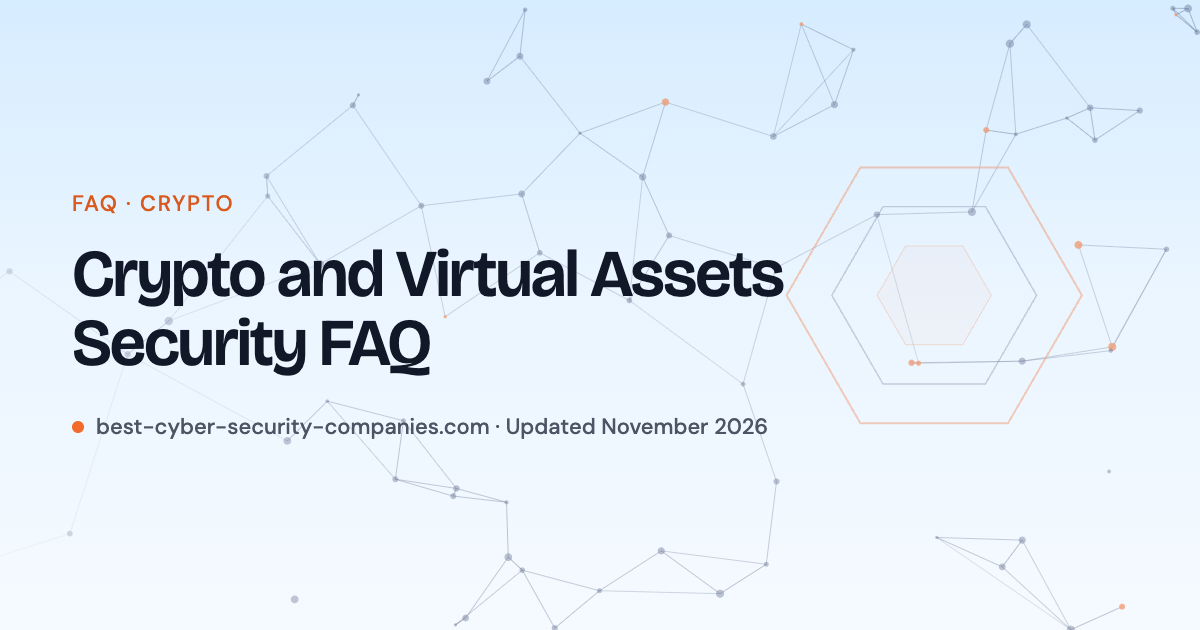 FAQ · CRYPTO
Crypto and Virtual Assets
Security FAQ
best-cyber-security-companies.com · Updated November 2026